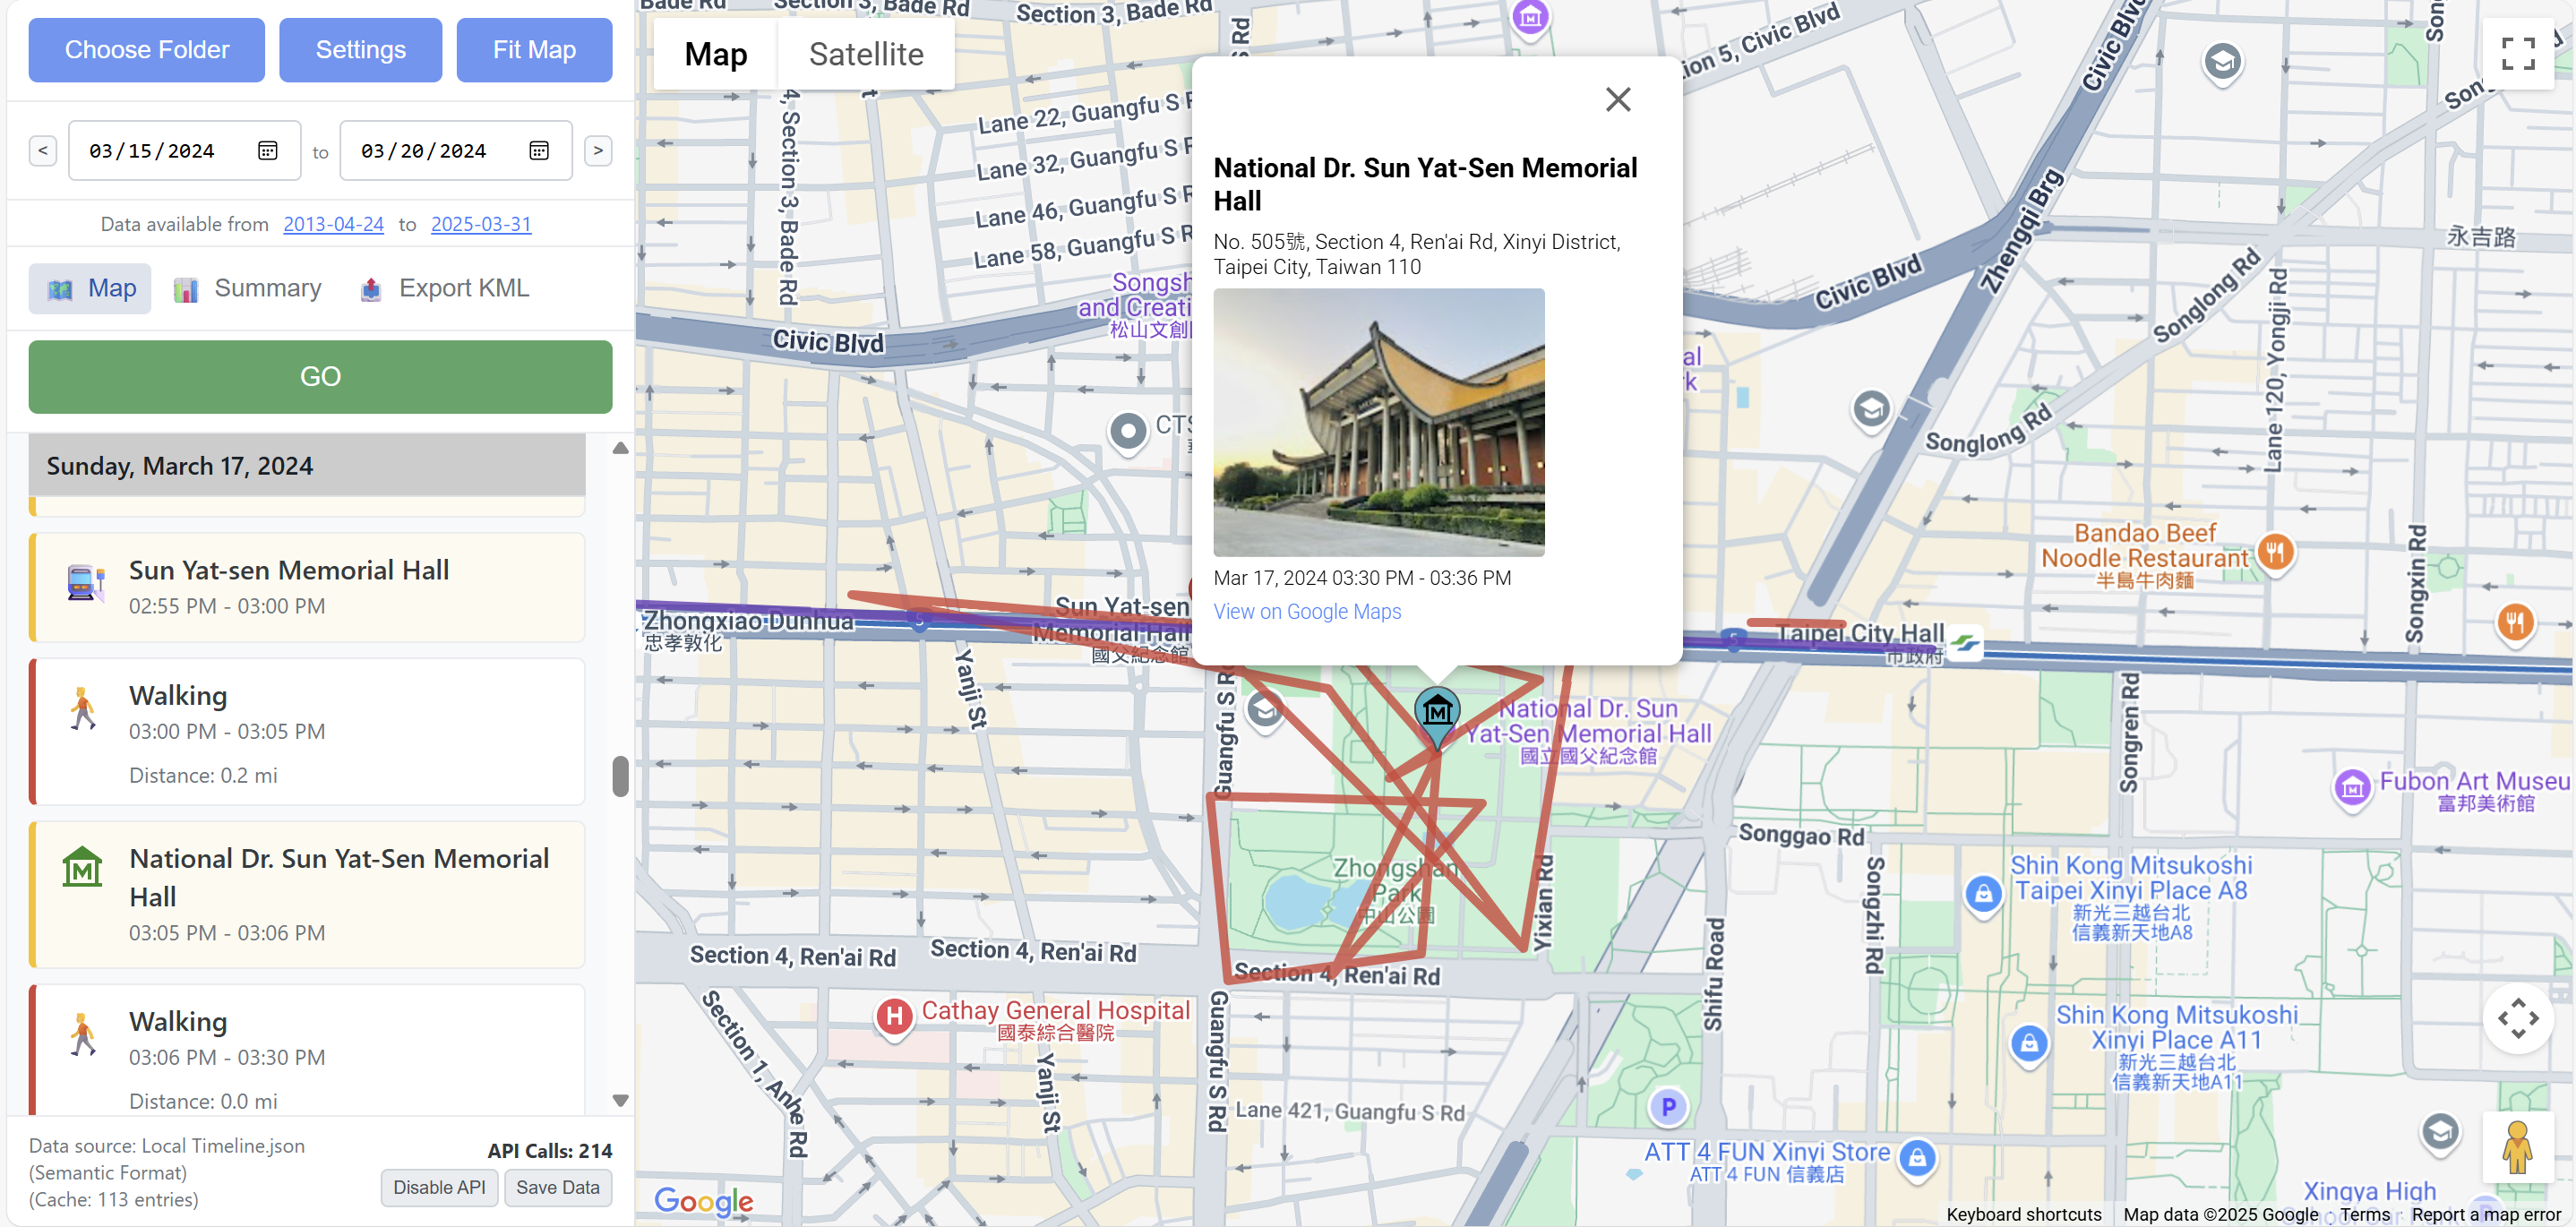 Choose Folder
Settings
Fit Map
<
03/15/2024
to
03/20/2024
>
Data available from 2013-04-24 to 2025-03-31
Map
Summary
Export KML
GO
Sunday, March 17, 2024
Sun Yat-sen Memorial Hall
02:55 PM - 03:00 PM
Walking
03:00 PM - 03:05 PM
Distance: 0.2 mi
National Dr. Sun Yat-Sen Memorial
Hall
03:05 PM - 03:06 PM
Walking
03:06 PM - 03:30 PM
Distance: 0.0 mi
Data source: Local Timeline.json
(Semantic Format)
(Cache: 113 entries)
API Calls: 214
Disable API
Save Data
Map
Satellite
Bade Rd
Section 3, Bade Rd
Section 3, Bade Rd
S Rd
4, Section 3, Bade Rd
Lane 22, Guangfu S R
Lane 32, Guangfu S R
Lane 46, Guangfu S R
Lane 58, Guangfu S R
Songsh
and Creati
松山文創
Civic Blvd
CTS
National Dr. Sun Yat-Sen Memorial
Hall
No. 505號, Section 4, Ren'ai Rd, Xinyi District,
Taipei City, Taiwan 110
Mar 17, 2024 03:30 PM - 03:36 PM
View on Google Maps
ion 5, Civic Blvd
Civic Blvd
Civic Blvd
Zhengqi Brg
永吉路
Songlong Rd
Songlong Rd
Lane 120, Yongji Rd
al
k
Bandao Beef
Noodle Restaurant
半島牛肉麵
Songxin Rd
Zhongxiao Dunhua
忠孝敦化
Sun Yat-sen
Memorial Hall
國父紀念館
Taipei City Hall
市政府
Yanji St
Guangfu S Rd
National Dr. Sun
Yat-Sen Memorial Hall
國立國父紀念館
Songren Rd
Fubon Art Museu
富邦美術館
Songgao Rd
Zhongshan
Park
中山公園
Yixian Rd
Songzhi Rd
Shin Kong Mitsukoshi
Taipei Xinyi Place A8
新光三越台北
信義新天地A8
Section 4, Ren'ai Rd
Section 4, Ren'ai Rd
Section 4, Ren'ai Rd
Shifu Road
Cathay General Hospital
國泰綜合醫院
H
Section 1, Anhe Rd
Yanji St
Guangfu S Rd
Shin Kong Mitsukoshi
Xinyi Place A11
新光三越台北
信義新天地A11
Lane 421, Guangfu S Rd
P
ATT 4 FUN Xinyi Store
ATT 4 FUN 信義店
Xingya High
Google
Keyboard shortcuts
Map data ©2025 Google
Terms
Report a map error